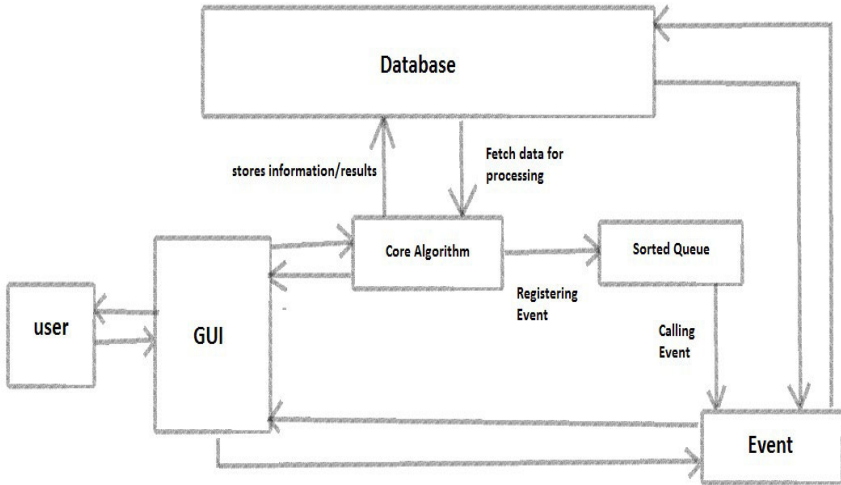 Database
stores information/results
Fetch data for
processing
Core Algorithm
Sorted Queue
Registering
Event
user
GUI
Calling
Event
Event